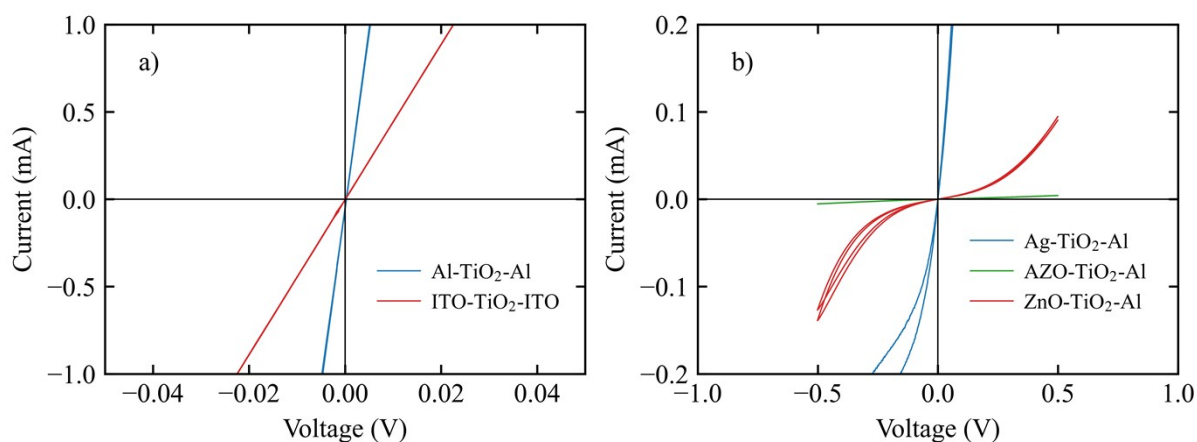 a)
1.0
0.5
0.0
−0.5
−1.0
Current (mA)
−0.04
−0.02
0.00
0.02
0.04
Voltage (V)
Al-TiO₂-Al
ITO-TiO₂-ITO
b)
0.2
0.1
0.0
−0.1
−0.2
Current (mA)
−1.0
−0.5
0.0
0.5
1.0
Voltage (V)
Ag-TiO₂-Al
AZO-TiO₂-Al
ZnO-TiO₂-Al